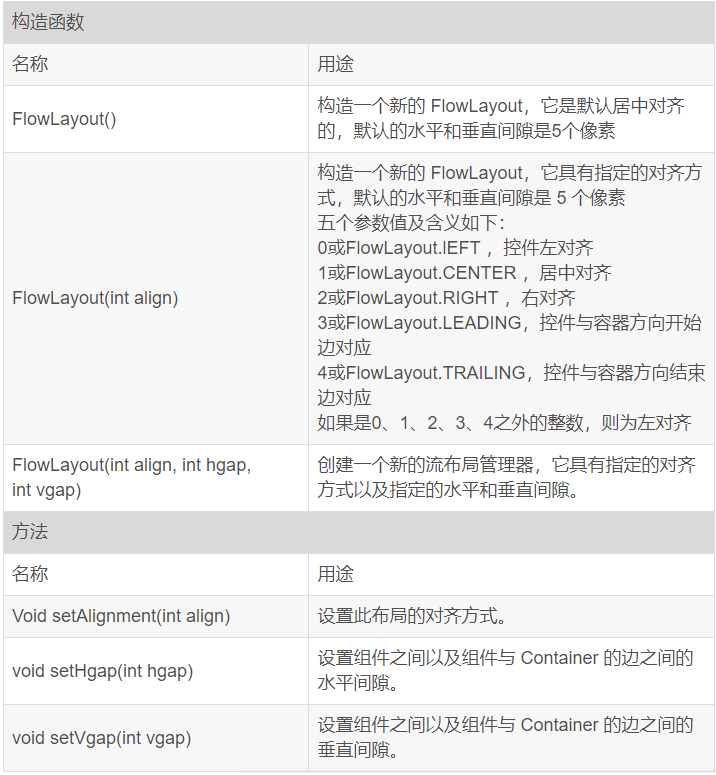 构造函数
名称
用途
FlowLayout()
构造一个新的 FlowLayout，它是默认居中对齐
的，默认的水平和垂直间隙是5个像素
FlowLayout(int align)
构造一个新的 FlowLayout，它具有指定的对齐方
式，默认的水平和垂直间隙是 5 个像素
五个参数值及含义如下：
0或FlowLayout.lEFT ，控件左对齐
1或FlowLayout.CENTER ，居中对齐
2或FlowLayout.RIGHT ，右对齐
3或FlowLayout.LEADING，控件与容器方向开始
边对应
4或FlowLayout.TRAILING，控件与容器方向结束
边对应
如果是0、1、2、3、4之外的整数，则为左对齐
FlowLayout(int align, int hgap,
int vgap)
创建一个新的流布局管理器，它具有指定的对齐
方式以及指定的水平和垂直间隙。
方法
名称
用途
Void setAlignment(int align)
设置此布局的对齐方式。
void setHgap(int hgap)
设置组件之间以及组件与 Container 的边之间的
水平间隙。
void setVgap(int vgap)
设置组件之间以及组件与 Container 的边之间的
垂直间隙。